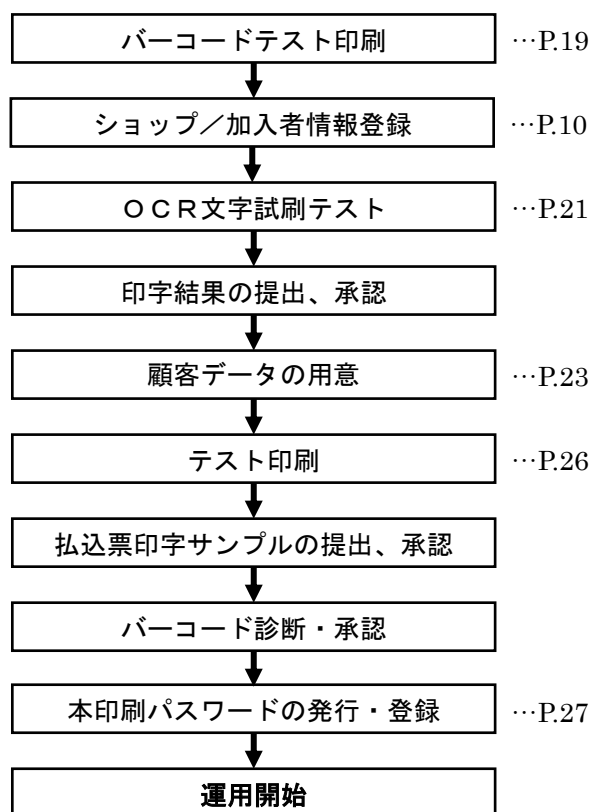 バーコードテスト印刷 …P.19
ショップ／加入者情報登録 …P.10
ＯＣＲ文字試刷テスト …P.21
印字結果の提出、承認
顧客データの用意 …P.23
テスト印刷 …P.26
払込票印字サンプルの提出、承認
バーコード診断・承認
本印刷パスワードの発行・登録 …P.27
運用開始